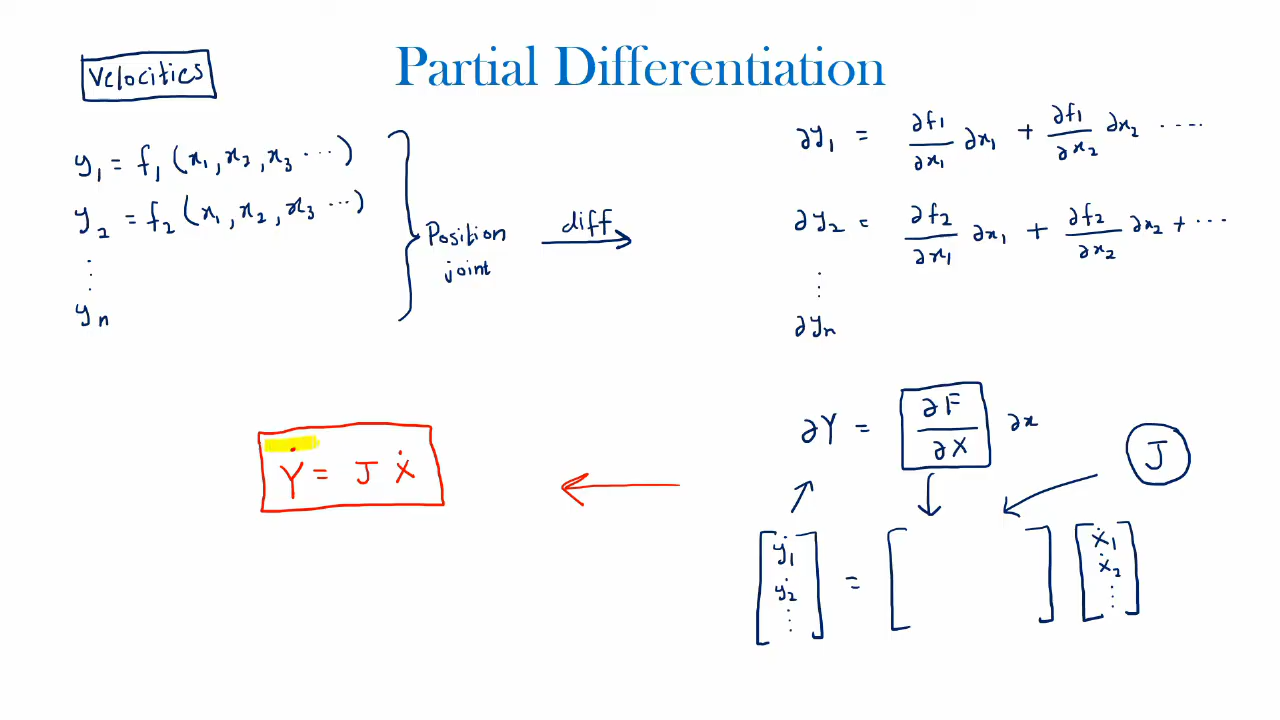 Velocities
Partial Differentiation
y₁ = f₁ (x₁, x₂, x₃ ...)
y₂ = f₂ (x₁, x₂, x₃ ...)
⋮
yₙ
Position
joint
diff
∂y₁ = ∂f₁/∂x₁ ∂x₁ + ∂f₁/∂x₂ ∂x₂ ....
∂y₂ = ∂f₂/∂x₁ ∂x₁ + ∂f₂/∂x₂ ∂x₂ + ...
⋮
∂yₙ
∂Y = ∂F/∂X ∂x
J
[ẏ₁ ẏ₂ ⋮] = [ ] [ẋ₁ ẋ₂ ⋮]
Ẏ = J Ẋ